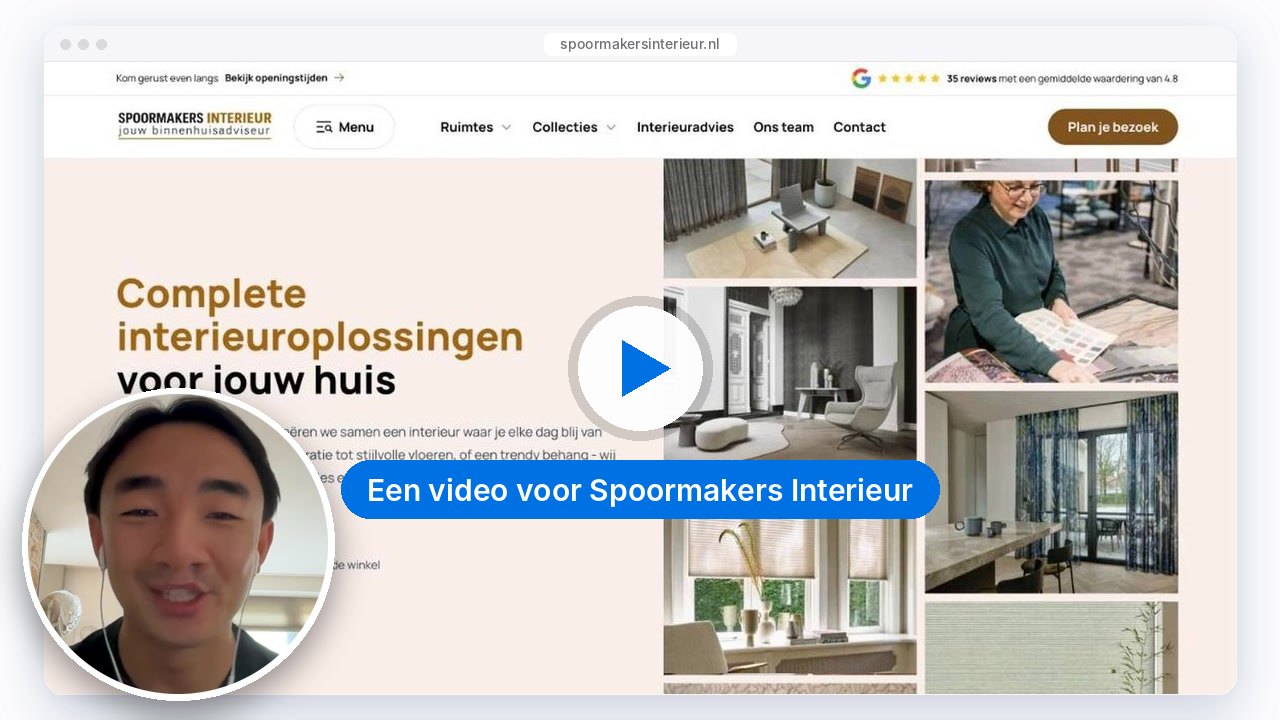 spoormakersinterieur.nl
Kom gerust even langs Bekijk openingstijden →
35 reviews met een gemiddelde waardering van 4.8
SPOORMAKERS INTERIEUR
jouw binnenhuisadviseur
Menu
Ruimtes
Collecties
Interieuradvies
Ons team
Contact
Plan je bezoek
Complete
interieuroplossingen
voor jouw huis
we samen een interieur waar je elke dag blij van
tot stijlvolle vloeren, of een trendy behang - wij
Een video voor Spoormakers Interieur
de winkel